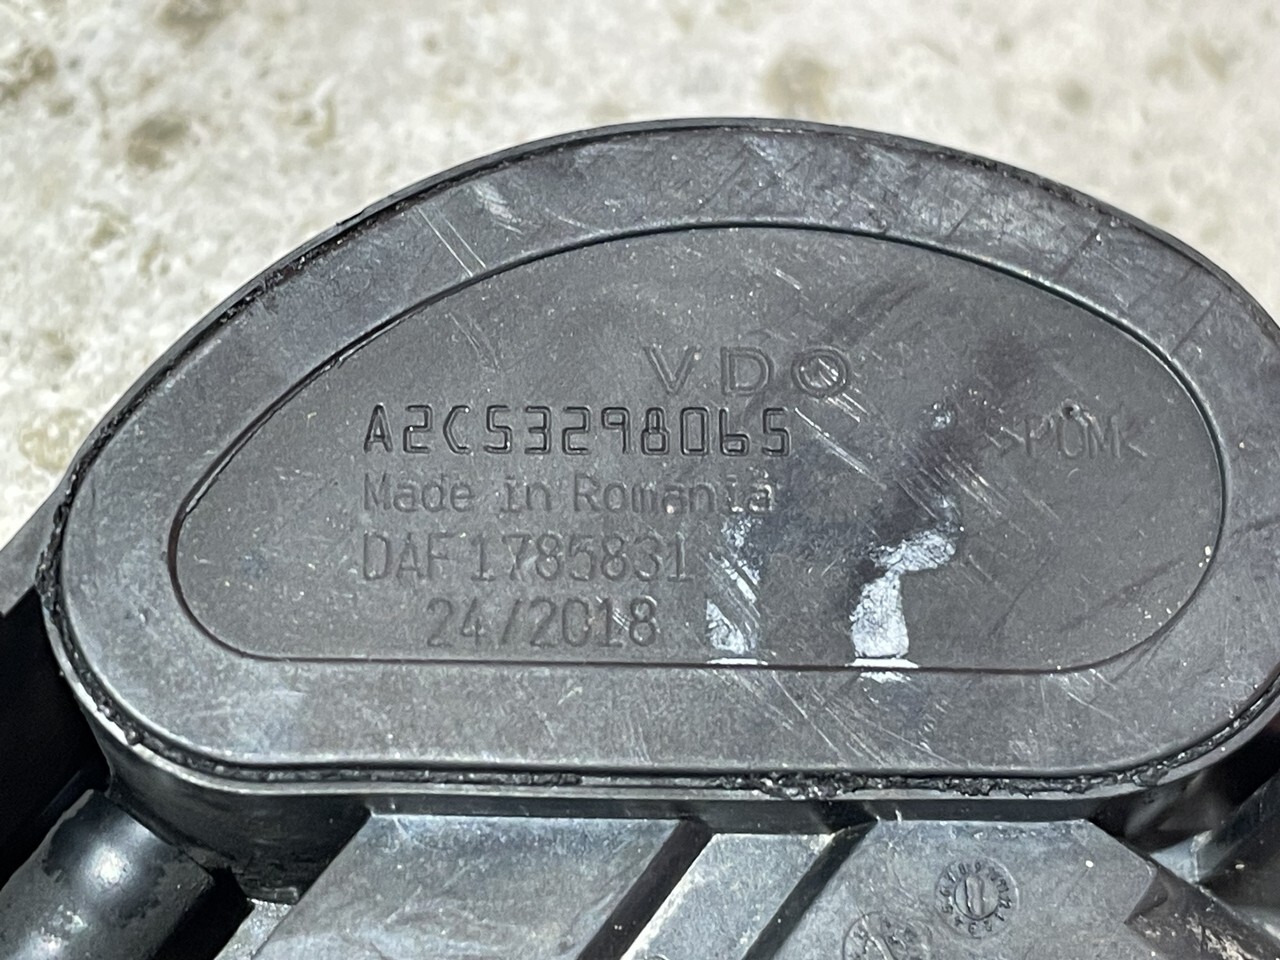 VDO
A2C53298065
>POM<
Made in Romania
DAF 1785831
24/2018